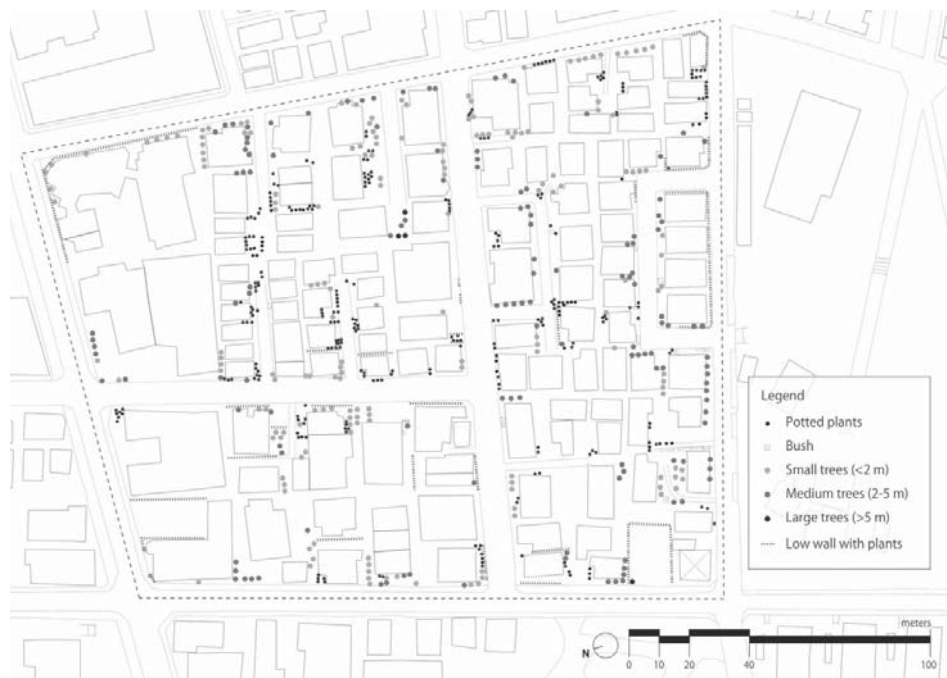 Legend
Potted plants
Bush
Small trees (<2 m)
Medium trees (2-5 m)
Large trees (>5 m)
Low wall with plants
meters
N
0 10 20 40 100